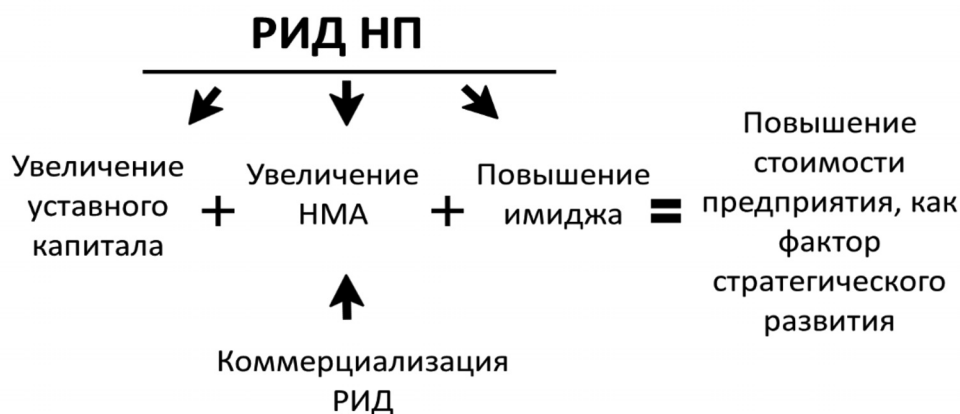 РИД НП
Увеличение
уставного
капитала
+
Увеличение
НМА
+
Повышение
имиджа
=
Повышение
стоимости
предприятия, как
фактор
стратегического
развития
Коммерциализация
РИД